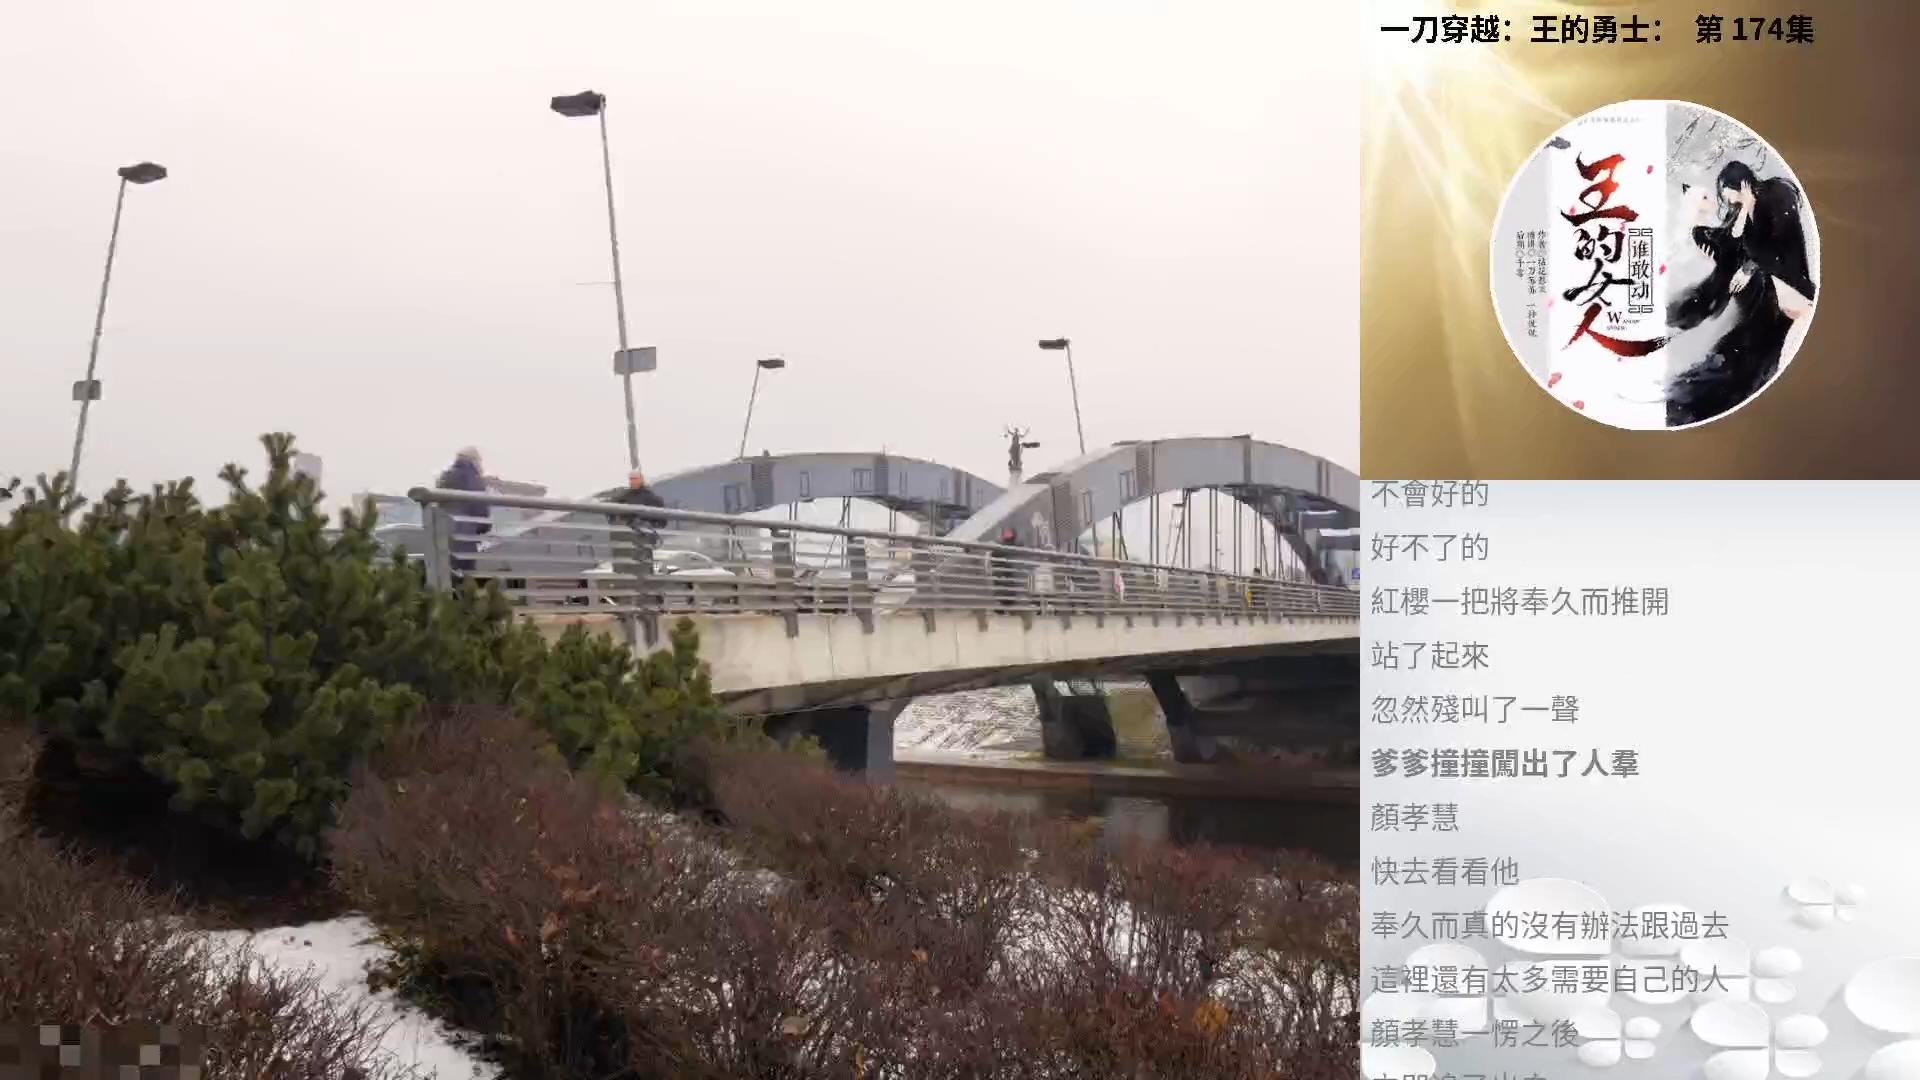 一刀穿越：王的勇士： 第 174集
王的女人
谁敢动
不會好的
好不了的
紅櫻一把將奉久而推開
站了起來
忽然殘叫了一聲
爹爹撞撞闖出了人羣
顏孝慧
快去看看他
奉久而真的沒有辦法跟過去
這裡還有太多需要自己的人
顏孝慧一愣之後